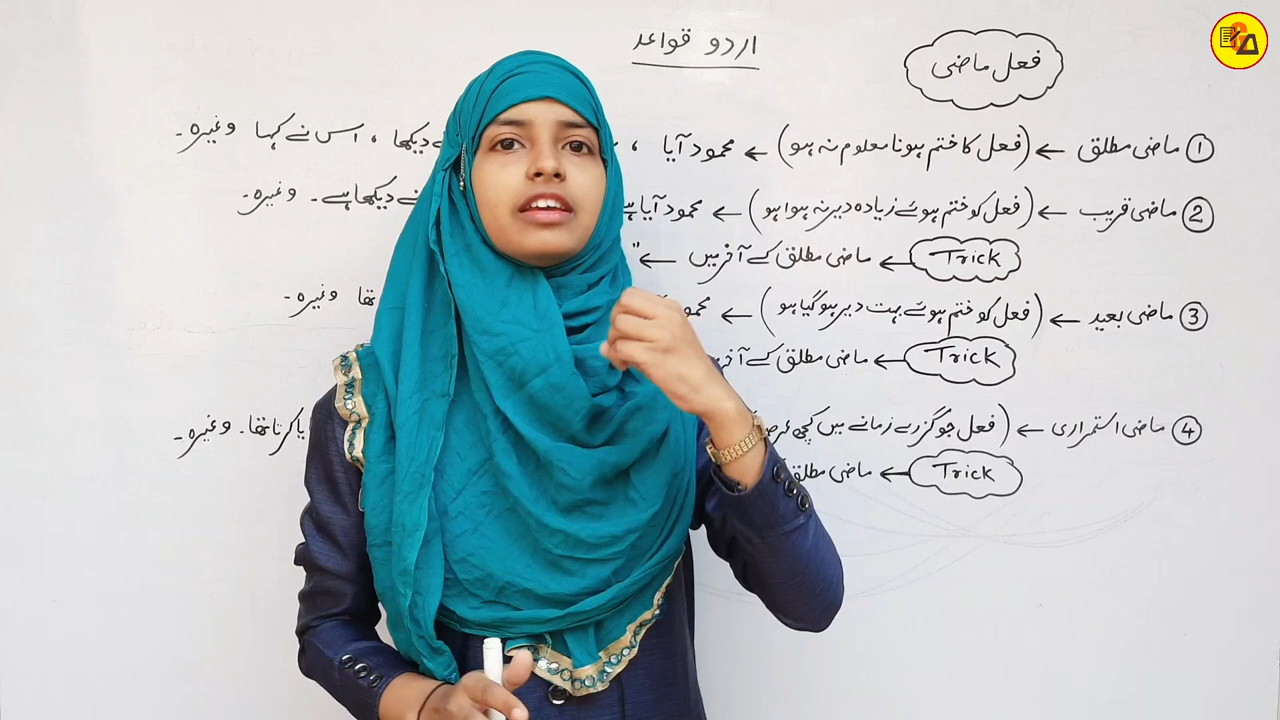 اردو قواعد
فعل ماضی
① ماضی مطلق ← (فعل کا ختم ہونا معلوم نہ ہو) ← محمود آیا ، دیکھا ، اس نے کہا وغیرہ۔
② ماضی قریب ← (فعل کو ختم ہوئے زیادہ دیر نہ ہوا ہو) ← محمود آیا نے دیکھا ہے۔ وغیرہ۔
Trick ← ماضی مطلق کے آخر میں ←
③ ماضی بعید ← (فعل کو ختم ہوئے بہت دیر ہو گیا ہو) ← تھا وغیرہ۔
Trick ← ماضی مطلق کے
④ ماضی استمراری ← (فعل جو گزرے زمانے میں کچھ کرتا تھا۔ وغیرہ۔
Trick ← ماضی مطلق